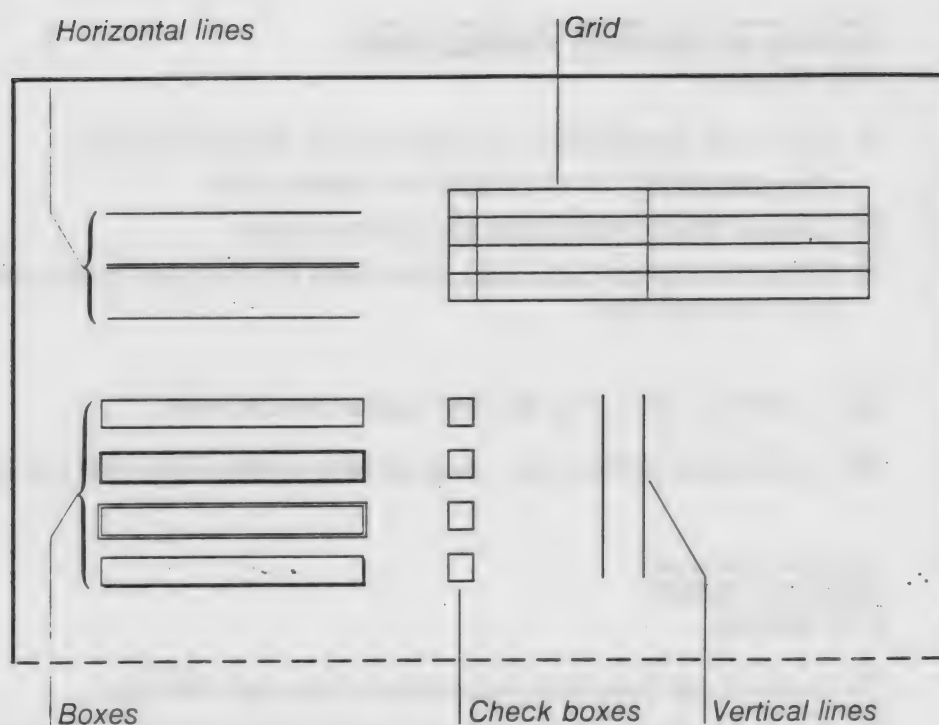 Horizontal lines
Grid
Boxes
Check boxes
Vertical lines